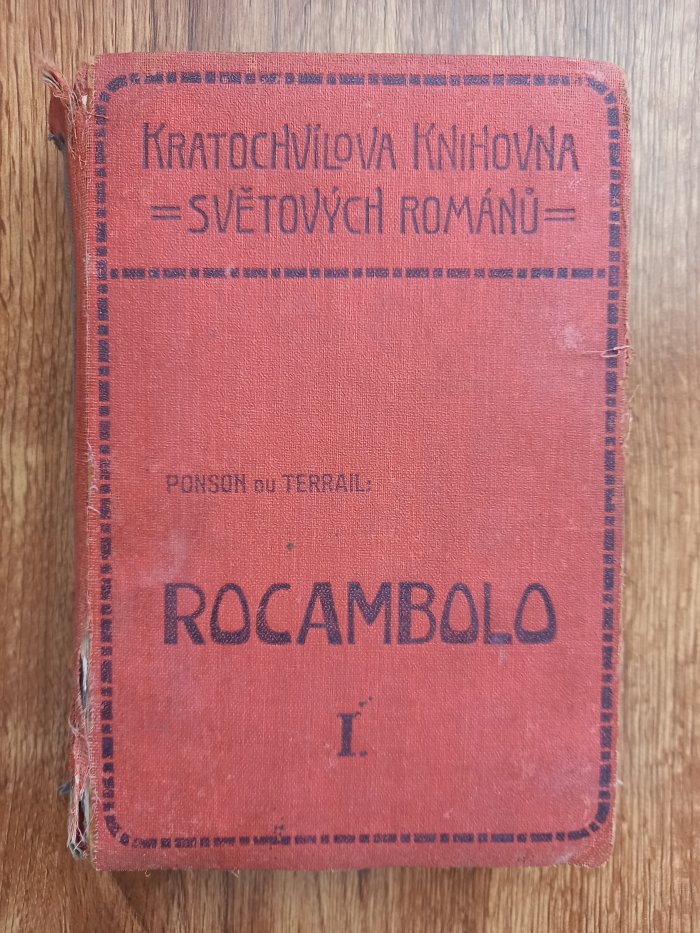 KRATOCHVÍLOVA KNIHOVNA
=SVĚTOVÝCH ROMÁNŮ=
PONSON DU TERRAIL:
ROCAMBOLO
I.